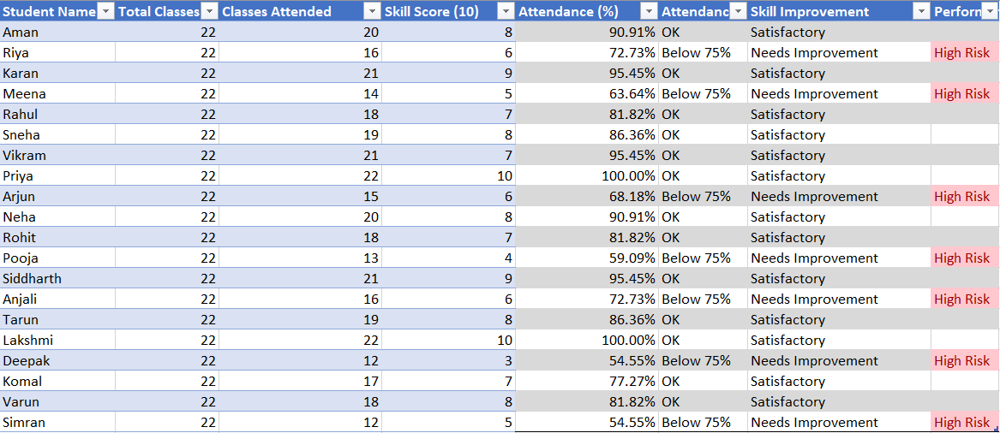 Student Name Total Classes Classes Attended Skill Score (10) Attendance (%) Attendanc Skill Improvement Perform
Aman 22 20 8 90.91% OK Satisfactory
Riya 22 16 6 72.73% Below 75% Needs Improvement High Risk
Karan 22 21 9 95.45% OK Satisfactory
Meena 22 14 5 63.64% Below 75% Needs Improvement High Risk
Rahul 22 18 7 81.82% OK Satisfactory
Sneha 22 19 8 86.36% OK Satisfactory
Vikram 22 21 7 95.45% OK Satisfactory
Priya 22 22 10 100.00% OK Satisfactory
Arjun 22 15 6 68.18% Below 75% Needs Improvement High Risk
Neha 22 20 8 90.91% OK Satisfactory
Rohit 22 18 7 81.82% OK Satisfactory
Pooja 22 13 4 59.09% Below 75% Needs Improvement High Risk
Siddharth 22 21 9 95.45% OK Satisfactory
Anjali 22 16 6 72.73% Below 75% Needs Improvement High Risk
Tarun 22 19 8 86.36% OK Satisfactory
Lakshmi 22 22 10 100.00% OK Satisfactory
Deepak 22 12 3 54.55% Below 75% Needs Improvement High Risk
Komal 22 17 7 77.27% OK Satisfactory
Varun 22 18 8 81.82% OK Satisfactory
Simran 22 12 5 54.55% Below 75% Needs Improvement High Risk